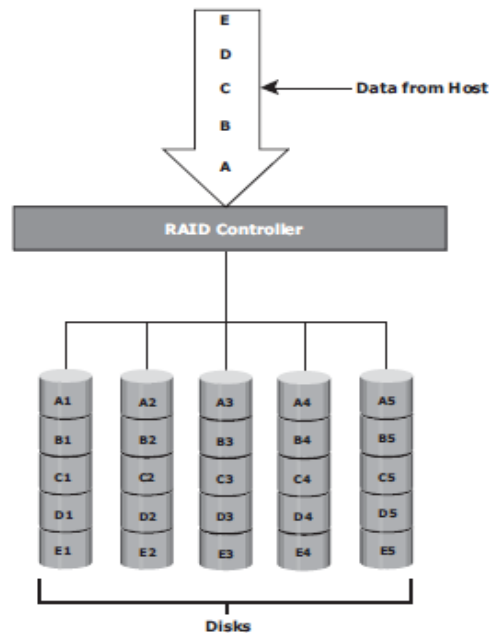 E
D
C
Data from Host
B
A
RAID Controller
A1 A2 A3 A4 A5
B1 B2 B3 B4 B5
C1 C2 C3 C4 C5
D1 D2 D3 D4 D5
E1 E2 E3 E4 E5
Disks